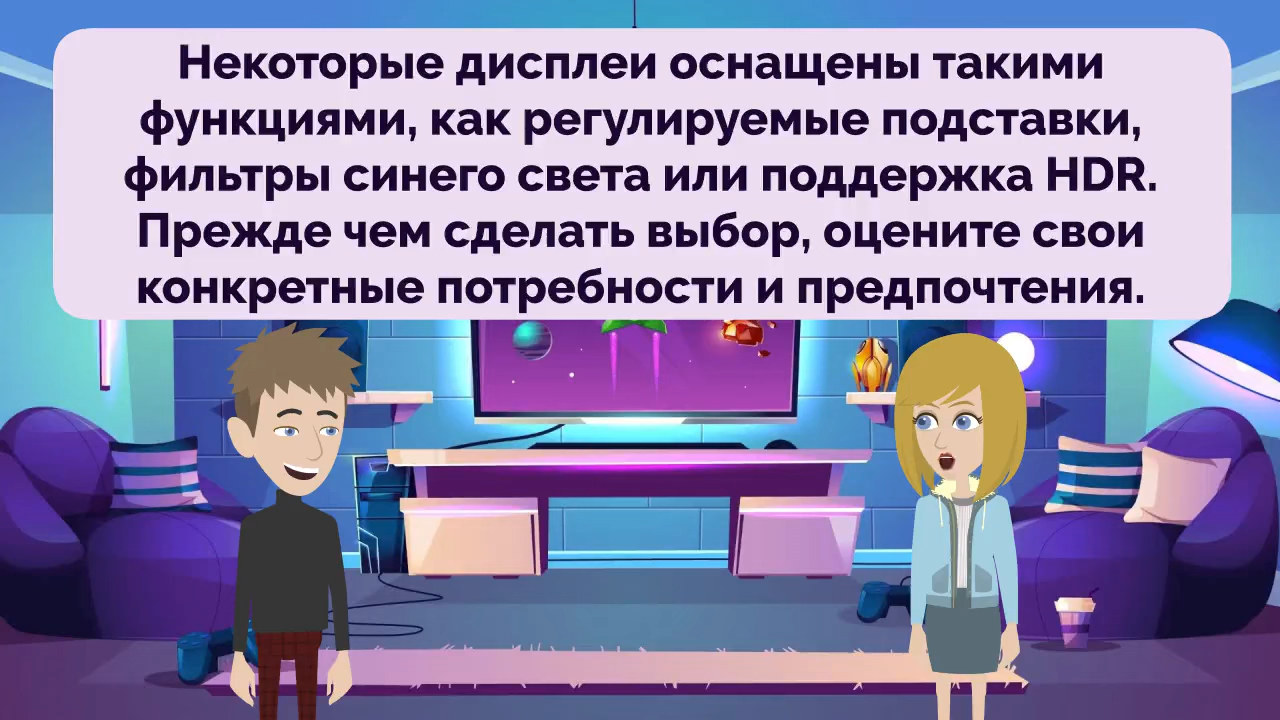 Некоторые дисплеи оснащены такими
функциями, как регулируемые подставки,
фильтры синего света или поддержка HDR.
Прежде чем сделать выбор, оцените свои
конкретные потребности и предпочтения.